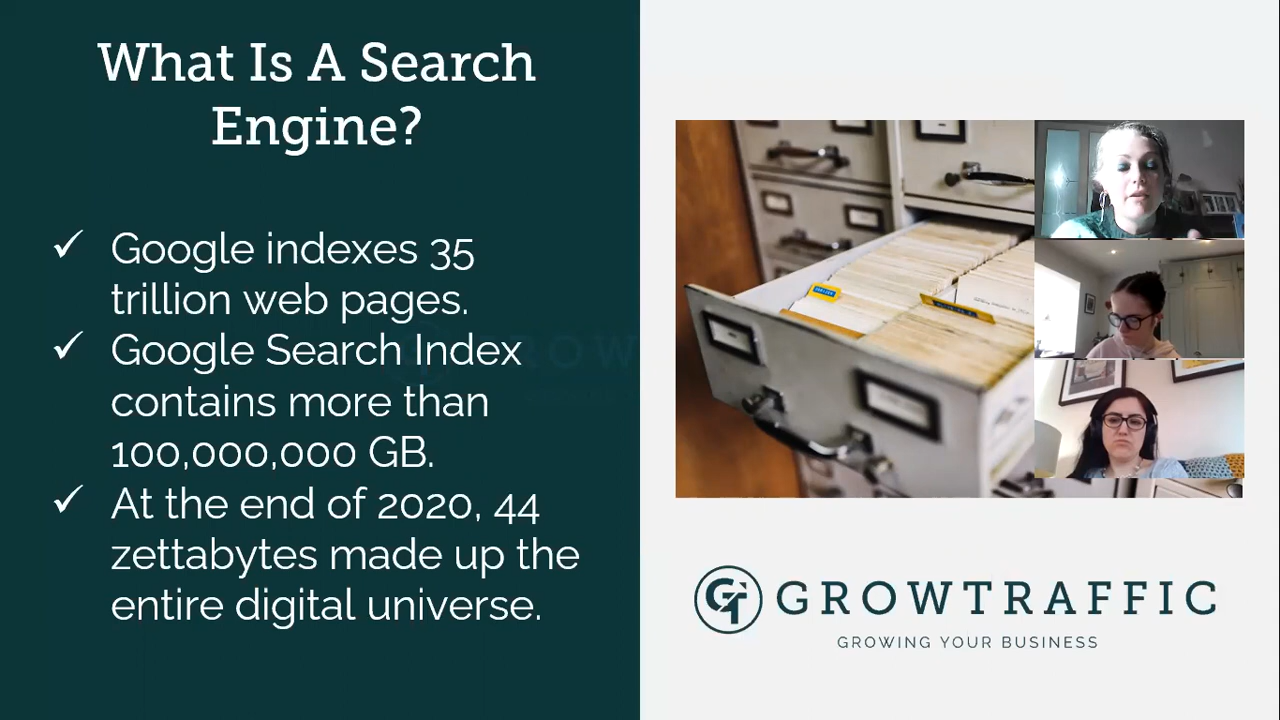 What Is A Search
Engine?
✓ Google indexes 35
trillion web pages.
✓ Google Search Index
contains more than
100,000,000 GB.
✓ At the end of 2020, 44
zettabytes made up the
entire digital universe.
GT GROWTRAFFIC
GROWING YOUR BUSINESS